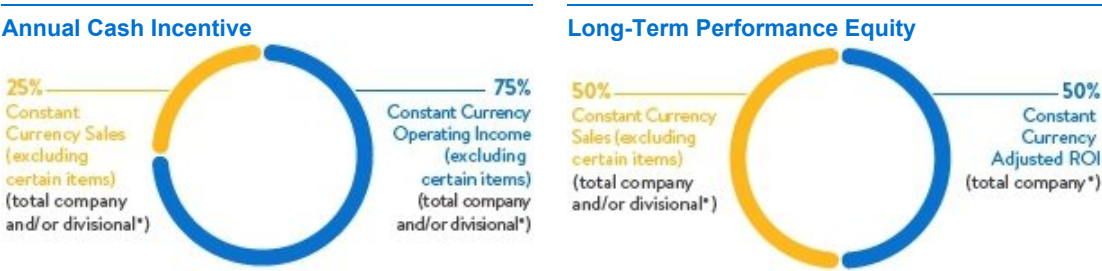 Annual Cash Incentive
25%
Constant
Currency Sales
(excluding
certain items)
(total company
and/or divisional*)
75%
Constant Currency
Operating Income
(excluding
certain items)
(total company
and/or divisional*)
Long-Term Performance Equity
50%
Constant Currency
Sales (excluding
certain items)
(total company
and/or divisional*)
50%
Constant
Currency
Adjusted ROI
(total company*)